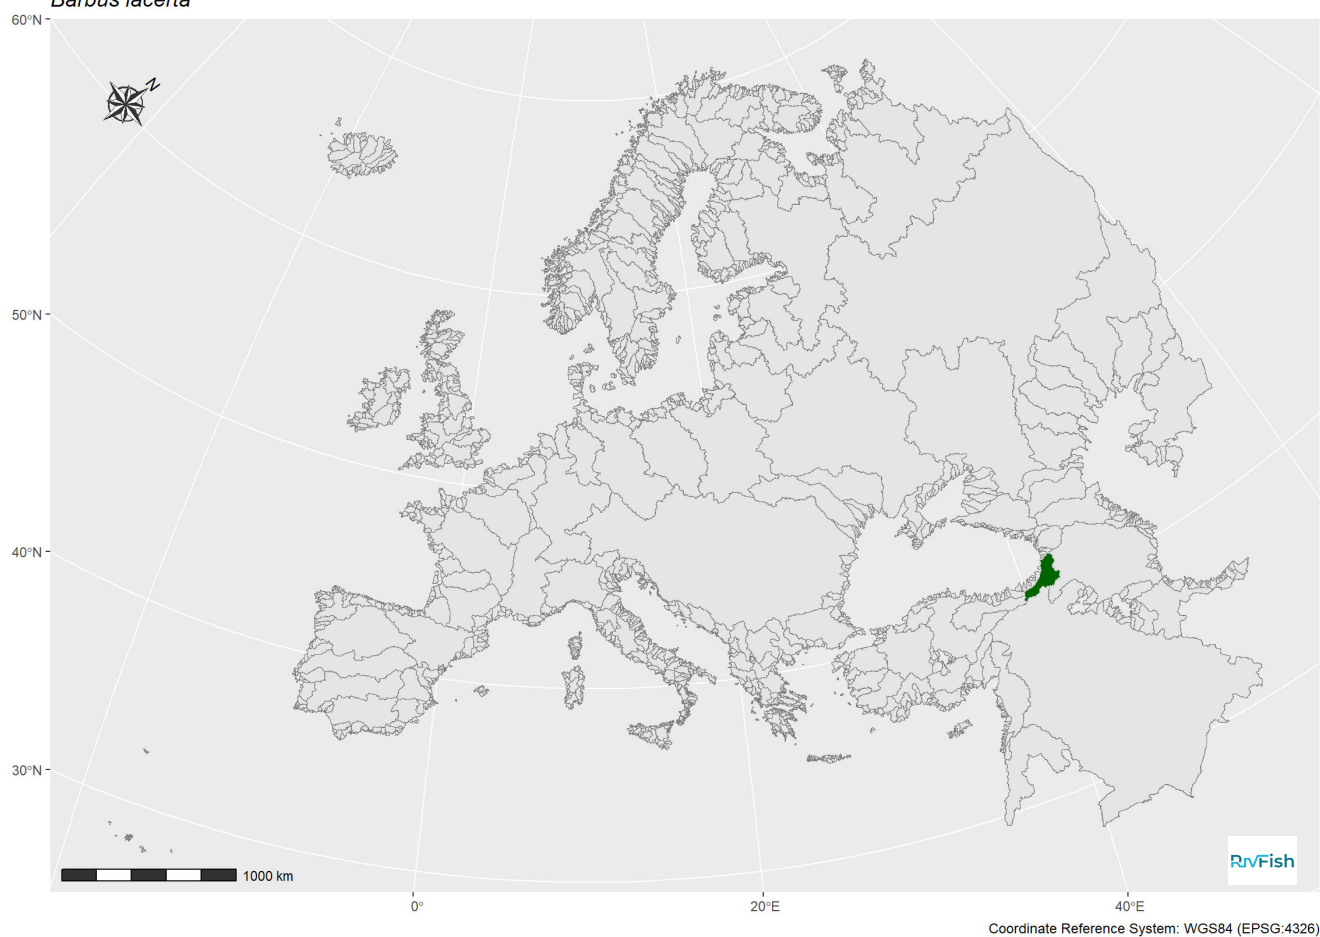 Barbus lacerta
60°N
N
50°N
40°N
30°N
RivFish
1000 km
0°
20°E
40°E
Coordinate Reference System: WGS84 (EPSG:4326)